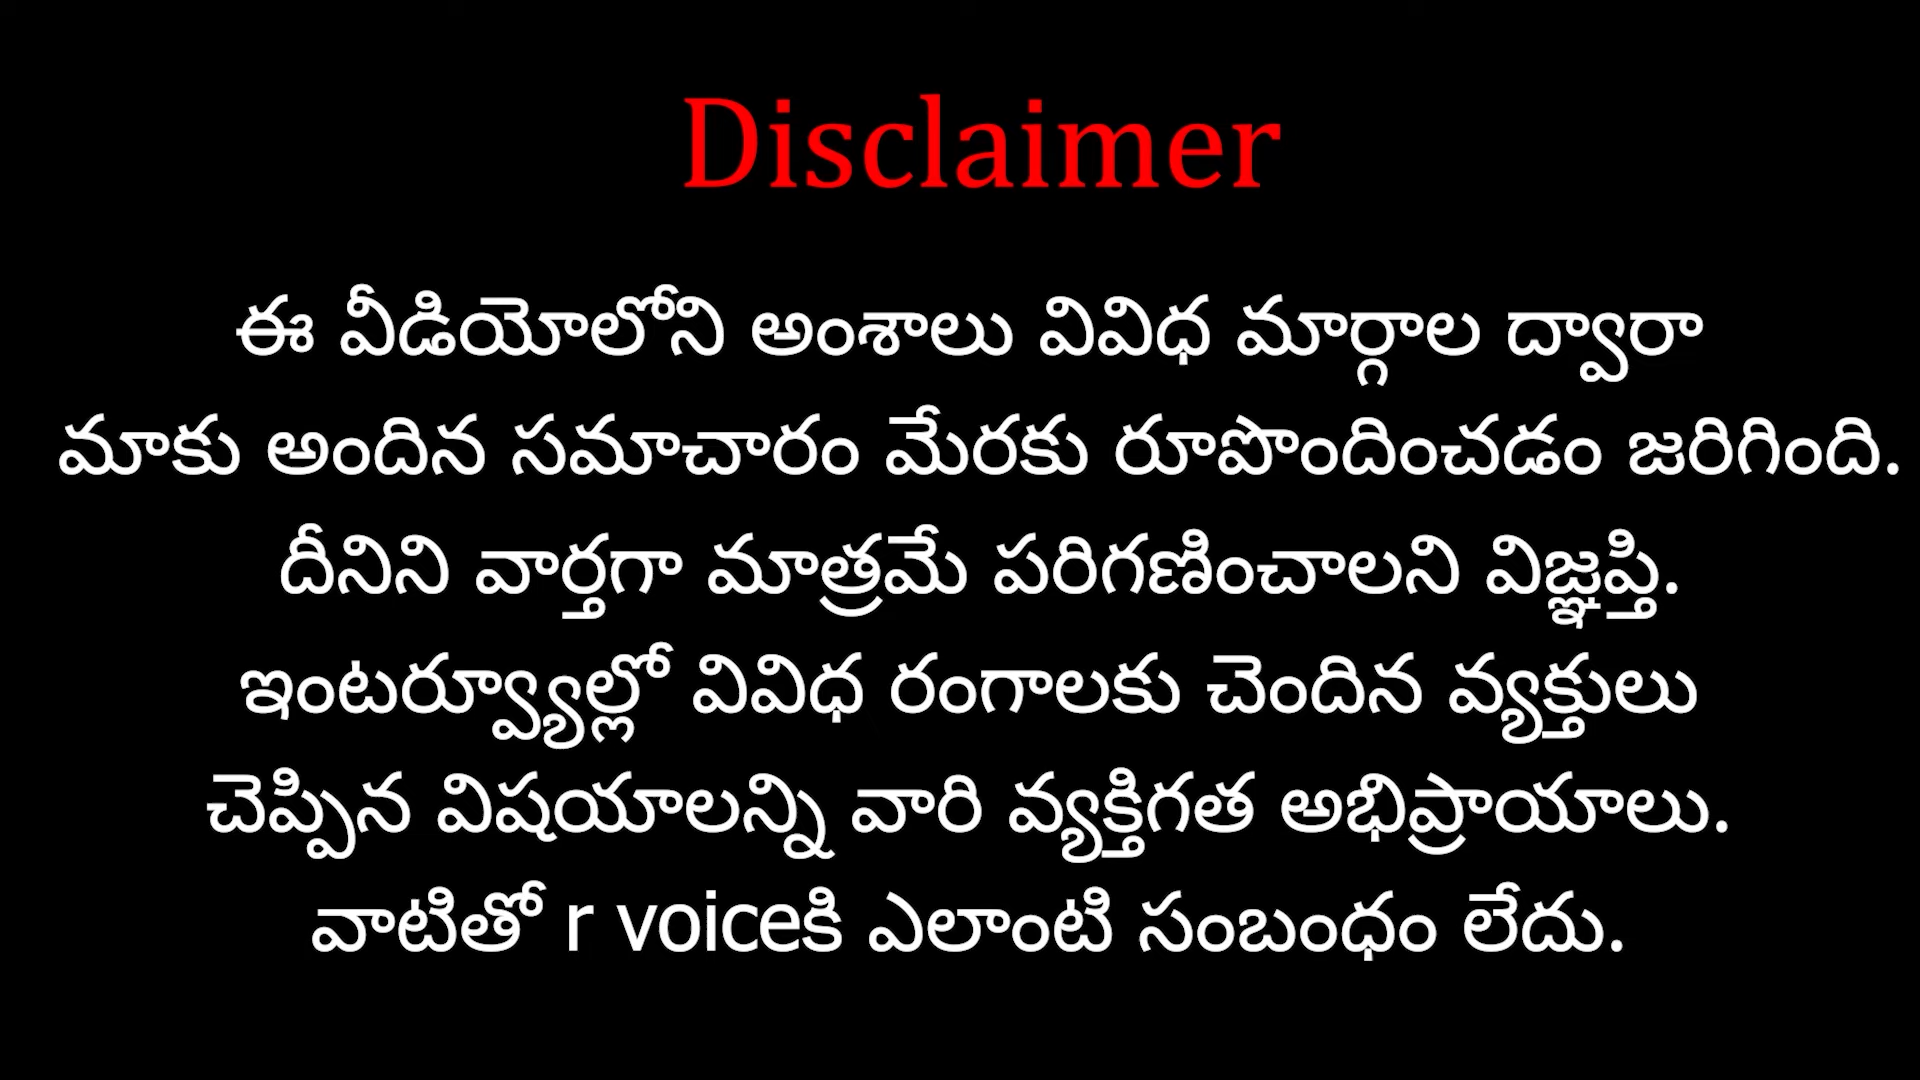 Disclaimer
ఈ వీడియోలోని అంశాలు వివిధ మార్గాల ద్వారా
మాకు అందిన సమాచారం మేరకు రూపొందించడం జరిగింది.
దీనిని వార్తగా మాత్రమే పరిగణించాలని విజ్ఞప్తి.
ఇంటర్వ్యూల్లో వివిధ రంగాలకు చెందిన వ్యక్తులు
చెప్పిన విషయాలన్ని వారి వ్యక్తిగత అభిప్రాయాలు.
వాటితో r voiceకి ఎలాంటి సంబంధం లేదు.